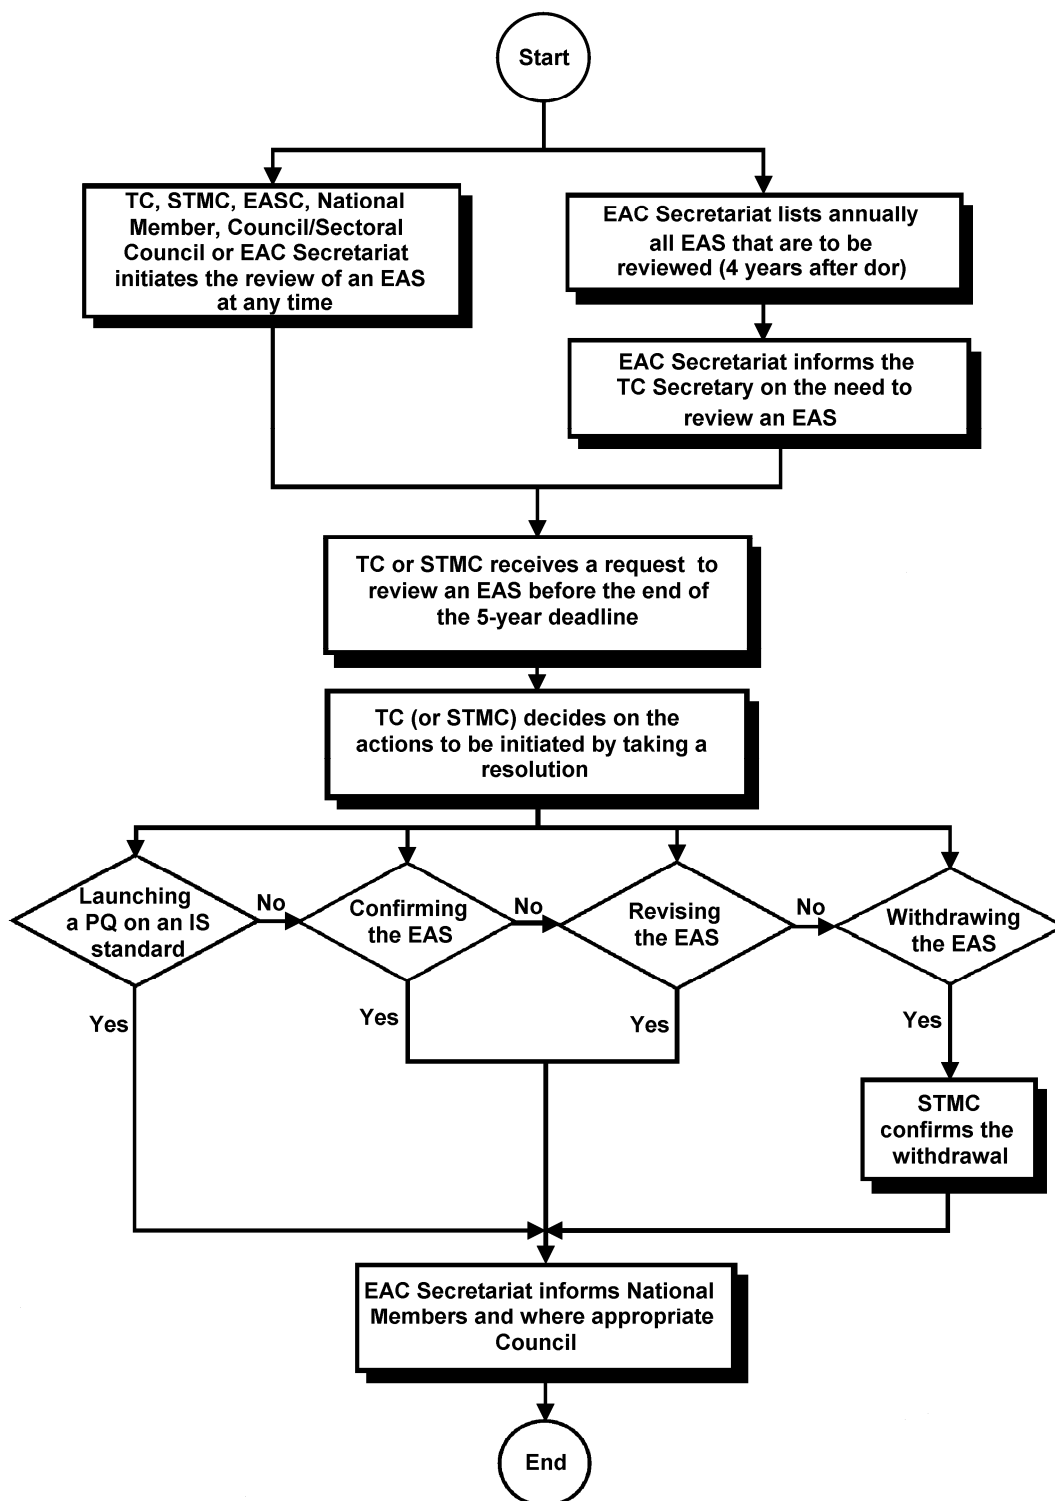 Start
TC, STMC, EASC, National
Member, Council/Sectoral
Council or EAC Secretariat
initiates the review of an EAS
at any time
EAC Secretariat lists annually
all EAS that are to be
reviewed (4 years after dor)
EAC Secretariat informs the
TC Secretary on the need to
review an EAS
TC or STMC receives a request to
review an EAS before the end of
the 5-year deadline
TC (or STMC) decides on the
actions to be initiated by taking a
resolution
Launching
a PQ on an IS
standard
No
Confirming
the EAS
No
Revising
the EAS
No
Withdrawing
the EAS
Yes
Yes
Yes
Yes
STMC
confirms the
withdrawal
EAC Secretariat informs National
Members and where appropriate
Council
End